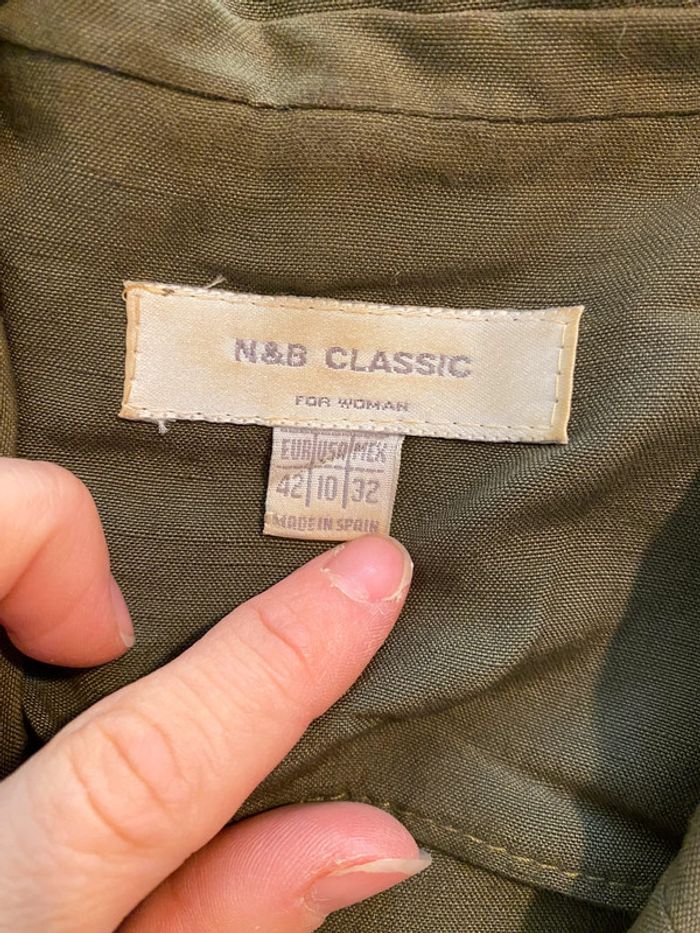 N&B CLASSIC
FOR WOMAN
EUR USA MEX
42 10 32
MADE IN SPAIN